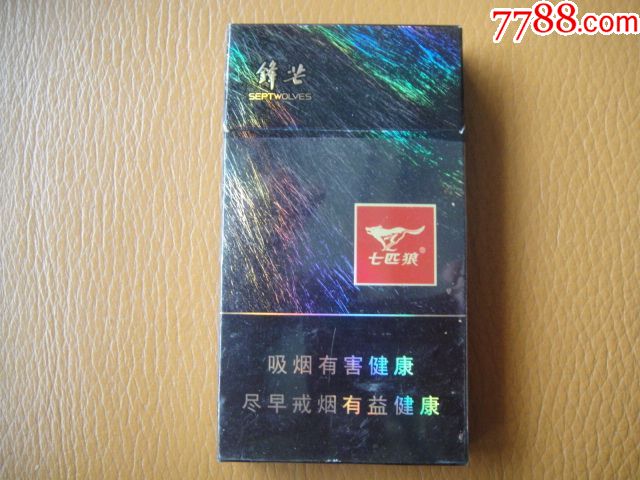 7788.com
锋芒
SEPTWOLVES
七匹狼®
吸烟有害健康
尽早戒烟有益健康